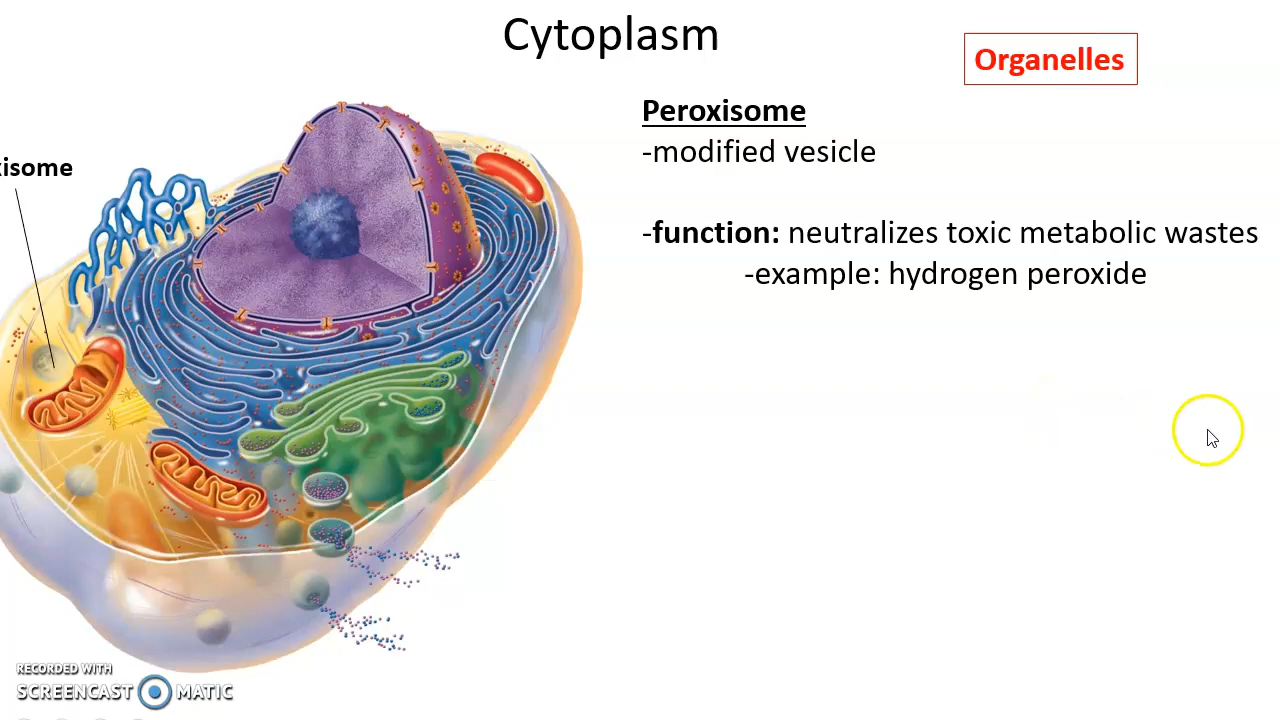 Cytoplasm
Organelles
Peroxisome
-modified vesicle
xisome
-function: neutralizes toxic metabolic wastes
-example: hydrogen peroxide
RECORDED WITH
SCREENCAST MATIC